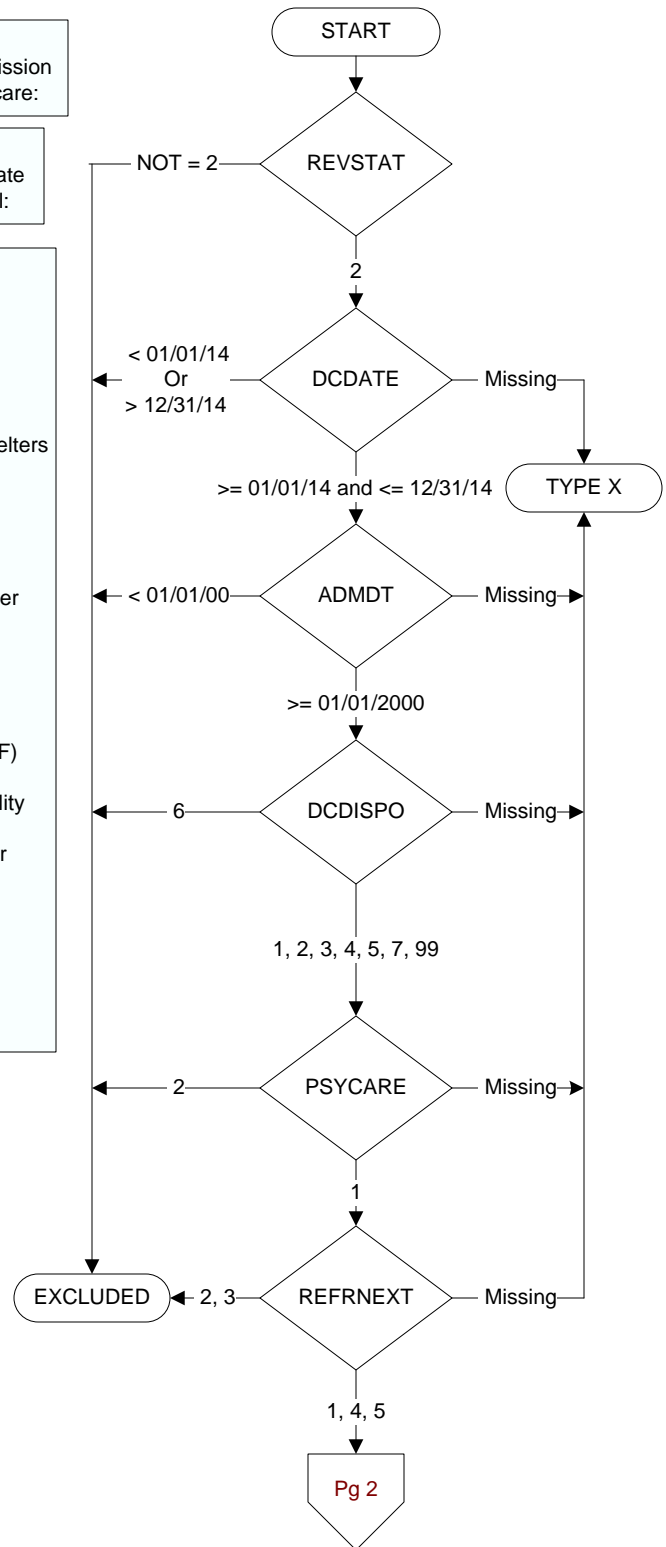 START
ission
care:
REVSTAT
NOT = 2
ate
l:
2
DCDATE
< 01/01/14
Or
> 12/31/14
Missing
elters
>= 01/01/14 and <= 12/31/14
TYPE X
ADMDT
< 01/01/00
Missing
er
>= 01/01/2000
F)
DCDISPO
6
Missing
lity
r
1, 2, 3, 4, 5, 7, 99
PSYCARE
2
Missing
1
REFRNEXT
EXCLUDED
2, 3
Missing
1, 4, 5
Pg 2